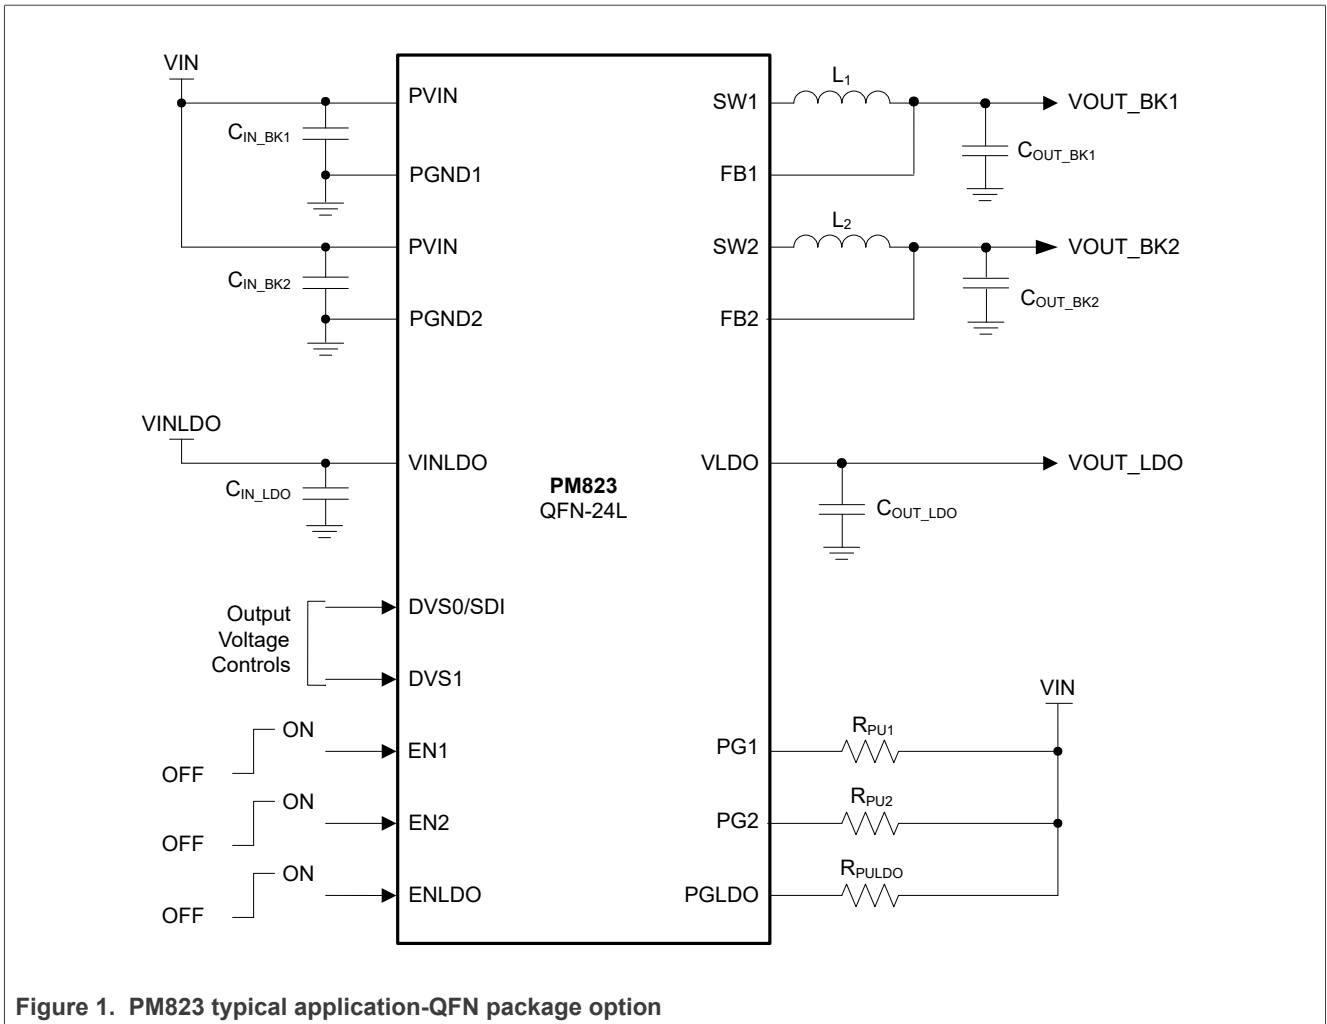 VIN
PVIN
SW1
L1
VOUT_BK1
CIN_BK1
COUT_BK1
PGND1
FB1
PVIN
SW2
L2
VOUT_BK2
CIN_BK2
COUT_BK2
PGND2
FB2
VINLDO
VINLDO
VLDO
VOUT_LDO
CIN_LDO
PM823
QFN-24L
COUT_LDO
Output
Voltage
Controls
DVS0/SDI
DVS1
VIN
ON
OFF
EN1
PG1
RPU1
ON
OFF
EN2
PG2
RPU2
ON
OFF
ENLDO
PGLDO
RPULDO
Figure 1. PM823 typical application-QFN package option